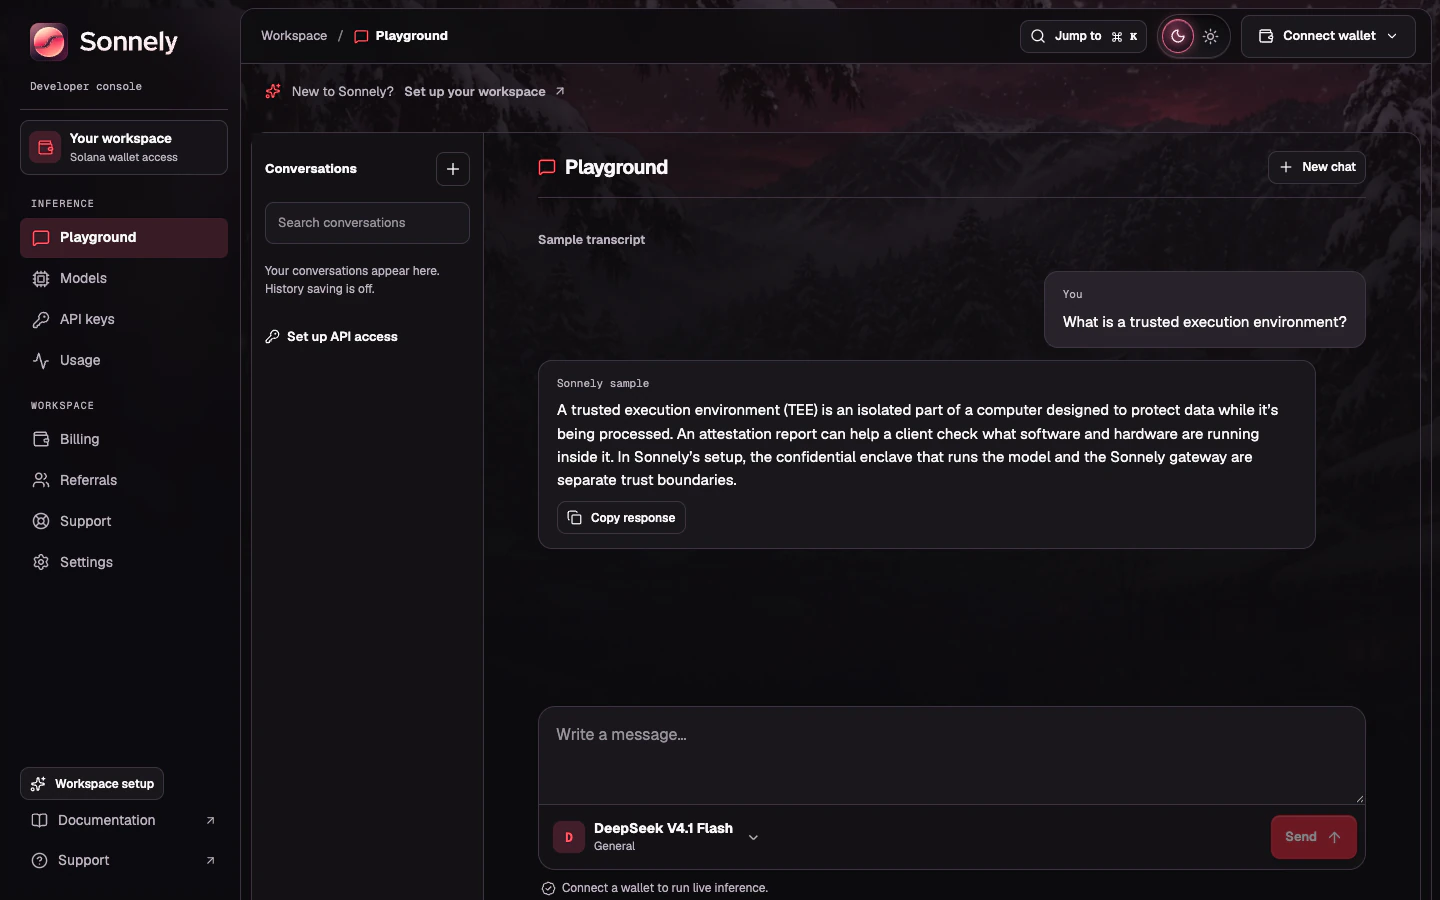 Sonnely
Developer console
Your workspace
Solana wallet access
INFERENCE
Playground
Models
API keys
Usage
WORKSPACE
Billing
Referrals
Support
Settings
Workspace setup
Documentation
Support
Workspace / Playground
Jump to ⌘ K
Connect wallet
New to Sonnely? Set up your workspace
Conversations
Search conversations
Your conversations appear here.
History saving is off.
Set up API access
Playground
New chat
Sample transcript
You
What is a trusted execution environment?
Sonnely sample
A trusted execution environment (TEE) is an isolated part of a computer designed to protect data while it's
being processed. An attestation report can help a client check what software and hardware are running
inside it. In Sonnely's setup, the confidential enclave that runs the model and the Sonnely gateway are
separate trust boundaries.
Copy response
Write a message...
D
DeepSeek V4.1 Flash
General
Send
Connect a wallet to run live inference.